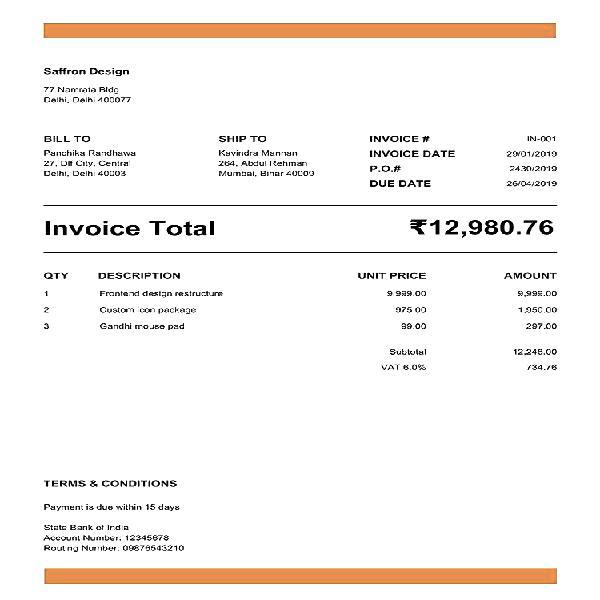 Saffron Design
77 Namrata Bldg
Delhi, Delhi 400077
BILL TO
Panchika Randhawa
27, Dlf City, Central
Delhi, Delhi 40003
SHIP TO
Kavindra Mannan
264, Abdul Rehman
Mumbai, Bihar 40009
INVOICE # IN-001
INVOICE DATE 29/01/2019
P.O.# 2430/2019
DUE DATE 26/04/2019
Invoice Total ₹12,980.76
QTY DESCRIPTION UNIT PRICE AMOUNT
1 Frontend design restructure 9,999.00 9,999.00
2 Custom icon package 975.00 1,950.00
3 Gandhi mouse pad 99.00 297.00
Subtotal 12,246.00
VAT 6.0% 734.76
TERMS & CONDITIONS
Payment is due within 15 days
State Bank of India
Account Number: 12345678
Routing Number: 09876543210